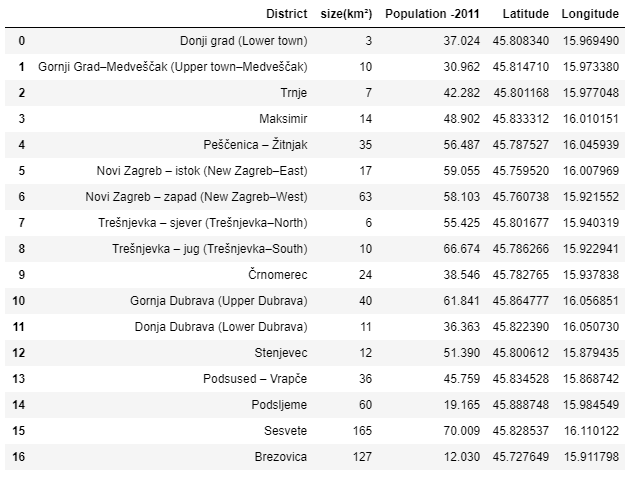 District size(km²) Population -2011 Latitude Longitude
0 Donji grad (Lower town) 3 37.024 45.808340 15.969490
1 Gornji Grad–Medveščak (Upper town–Medveščak) 10 30.962 45.814710 15.973380
2 Trnje 7 42.282 45.801168 15.977048
3 Maksimir 14 48.902 45.833312 16.010151
4 Peščenica – Žitnjak 35 56.487 45.787527 16.045939
5 Novi Zagreb – istok (New Zagreb–East) 17 59.055 45.759520 16.007969
6 Novi Zagreb – zapad (New Zagreb–West) 63 58.103 45.760738 15.921552
7 Trešnjevka – sjever (Trešnjevka–North) 6 55.425 45.801677 15.940319
8 Trešnjevka – jug (Trešnjevka–South) 10 66.674 45.786266 15.922941
9 Črnomerec 24 38.546 45.782765 15.937838
10 Gornja Dubrava (Upper Dubrava) 40 61.841 45.864777 16.056851
11 Donja Dubrava (Lower Dubrava) 11 36.363 45.822390 16.050730
12 Stenjevec 12 51.390 45.800612 15.879435
13 Podsused – Vrapče 36 45.759 45.834528 15.868742
14 Podsljeme 60 19.165 45.888748 15.984549
15 Sesvete 165 70.009 45.828537 16.110122
16 Brezovica 127 12.030 45.727649 15.911798